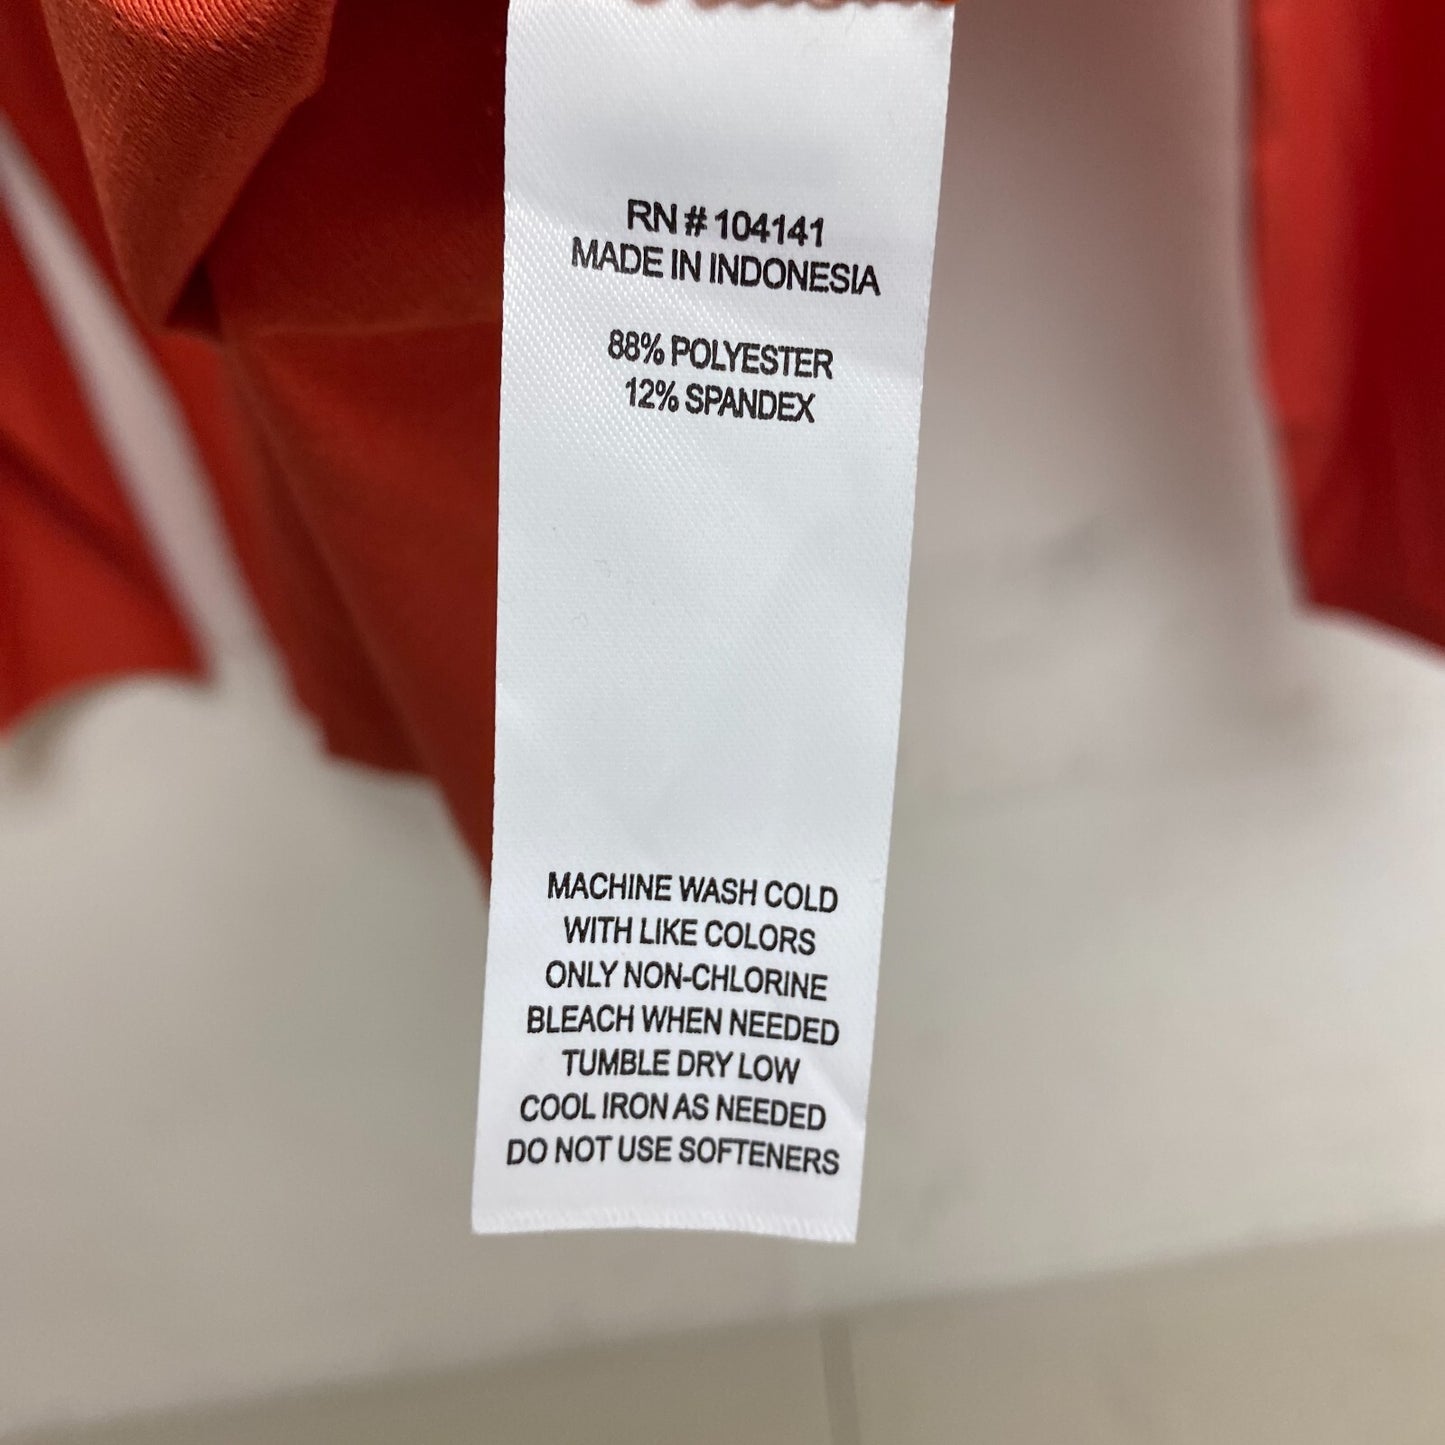 RN # 104141
MADE IN INDONESIA
88% POLYESTER
12% SPANDEX
MACHINE WASH COLD
WITH LIKE COLORS
ONLY NON-CHLORINE
BLEACH WHEN NEEDED
TUMBLE DRY LOW
COOL IRON AS NEEDED
DO NOT USE SOFTENERS